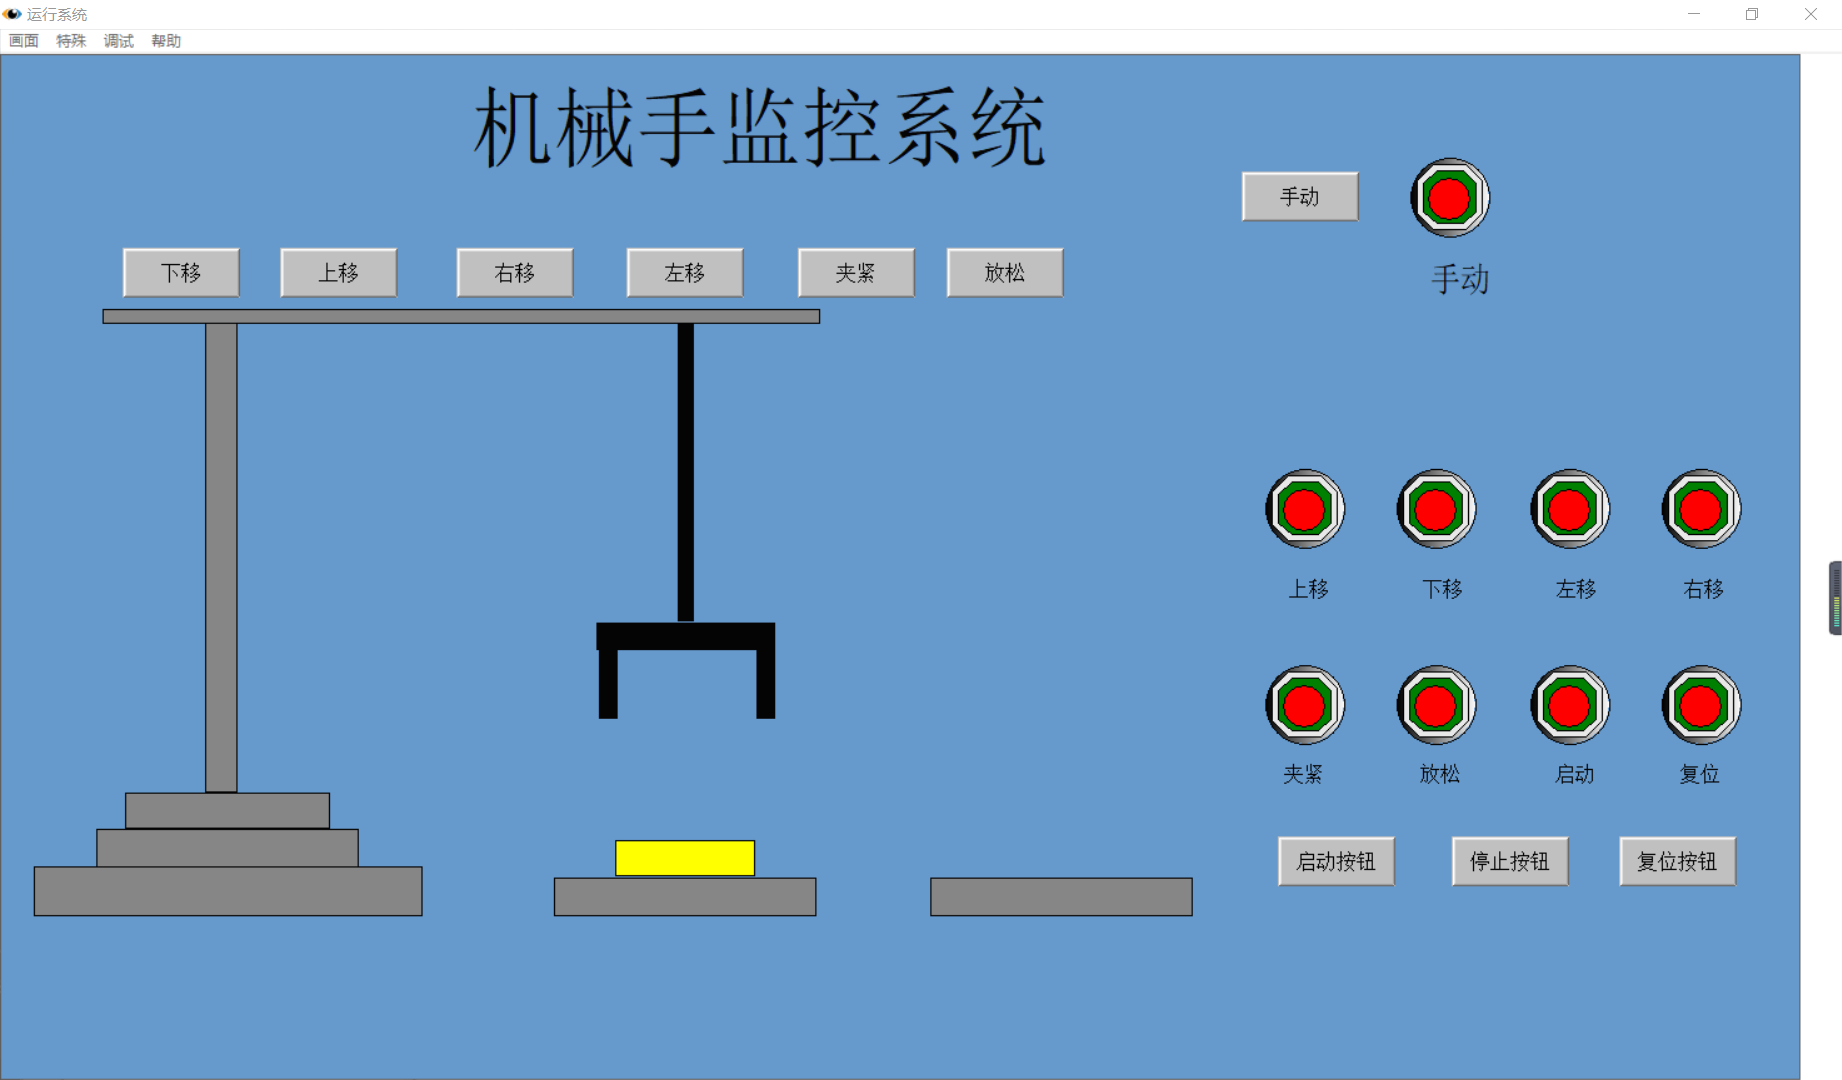 运行系统
画面 特殊 调试 帮助
机械手监控系统
手动
手动
下移 上移 右移 左移 夹紧 放松
上移 下移 左移 右移
夹紧 放松 启动 复位
启动按钮 停止按钮 复位按钮